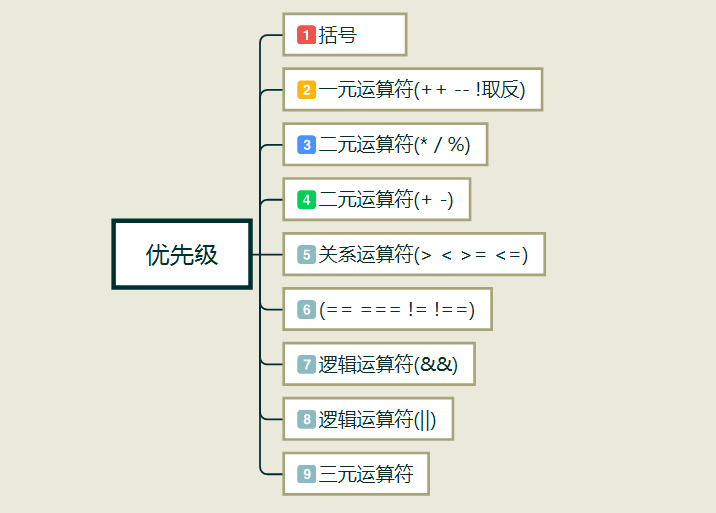 1 括号
2 一元运算符(++ -- !取反)
3 二元运算符(* / %)
4 二元运算符(+ -)
优先级
5 关系运算符(> < >= <=)
6 (== === != !==)
7 逻辑运算符(&&)
8 逻辑运算符(||)
9 三元运算符